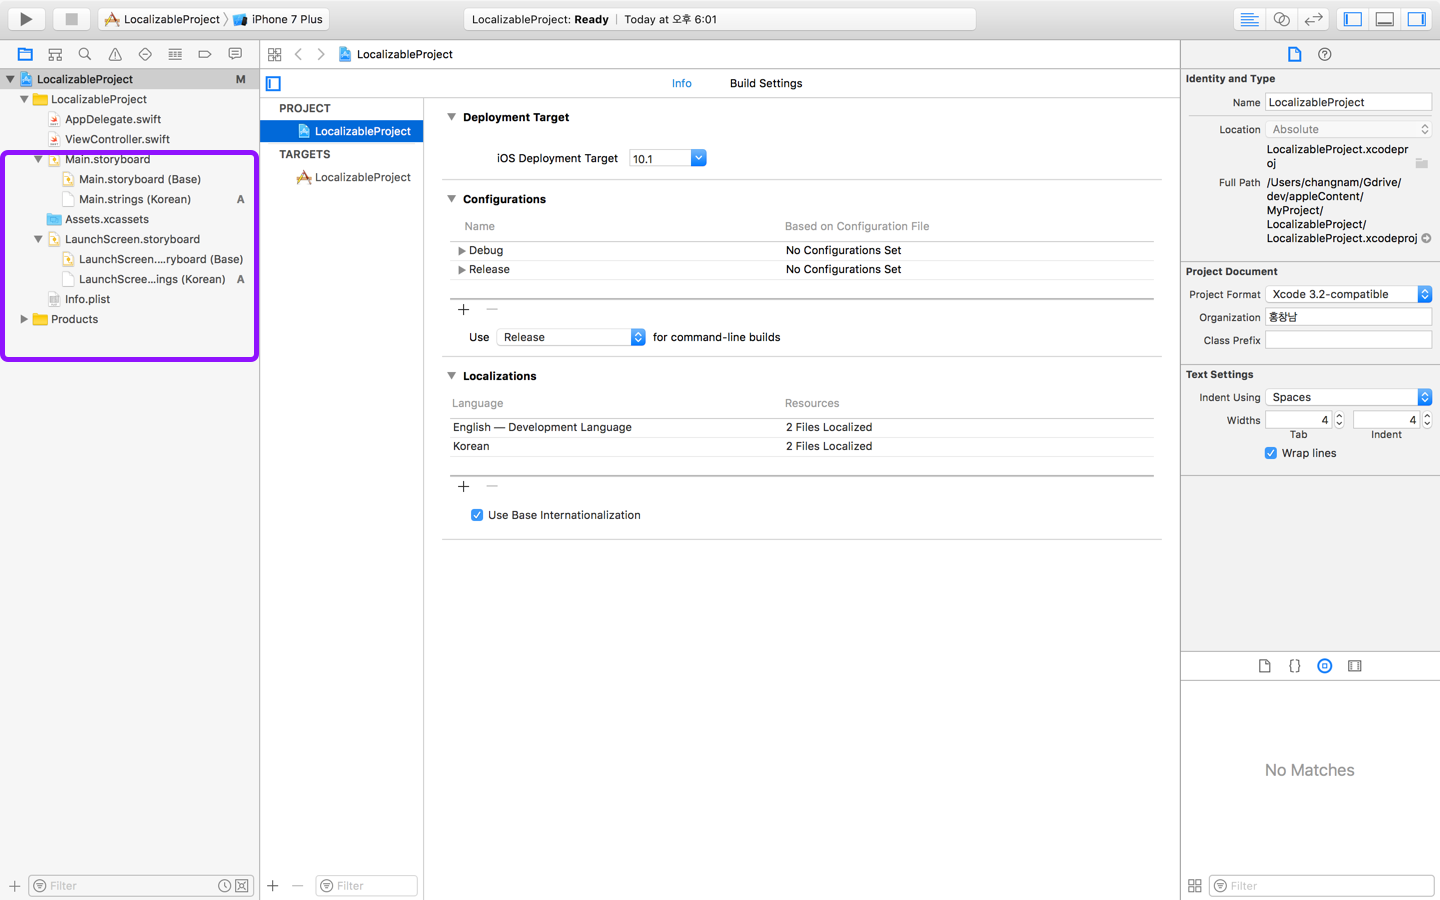 LocalizableProject 〉 iPhone 7 Plus
LocalizableProject: Ready | Today at 오후 6:01
LocalizableProject M
LocalizableProject
AppDelegate.swift
ViewController.swift
Main.storyboard
Main.storyboard (Base)
Main.strings (Korean) A
Assets.xcassets
LaunchScreen.storyboard
LaunchScreen....ryboard (Base)
LaunchScree...ings (Korean) A
Info.plist
Products
Filter
LocalizableProject
Info Build Settings
PROJECT
LocalizableProject
TARGETS
LocalizableProject
Filter
Deployment Target
iOS Deployment Target 10.1
Configurations
Name Based on Configuration File
Debug No Configurations Set
Release No Configurations Set
Use Release for command-line builds
Localizations
Language Resources
English — Development Language 2 Files Localized
Korean 2 Files Localized
Use Base Internationalization
Identity and Type
Name LocalizableProject
Location Absolute
LocalizableProject.xcodepr
oj
Full Path /Users/changnam/Gdrive/
dev/appleContent/
MyProject/
LocalizableProject/
LocalizableProject.xcodeproj
Project Document
Project Format Xcode 3.2-compatible
Organization 홍창남
Class Prefix
Text Settings
Indent Using Spaces
Widths 4 4
Tab Indent
Wrap lines
{}
No Matches
Filter